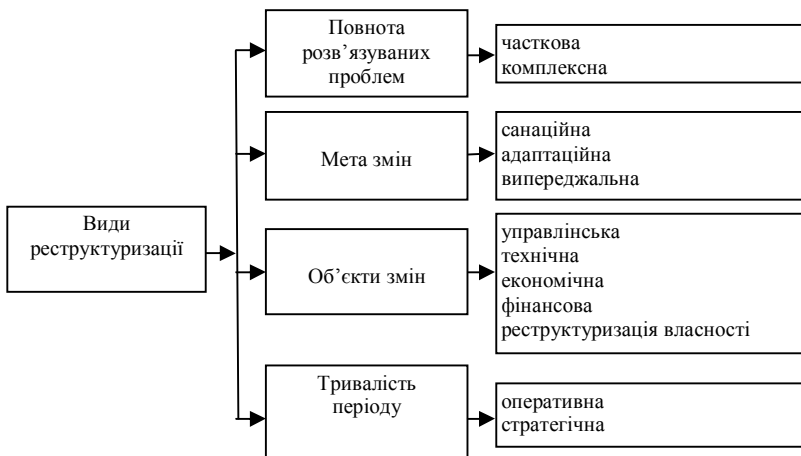 Види
реструктуризації
Повнота
розв’язуваних
проблем
часткова
комплексна
Мета змін
санаційна
адаптаційна
випереджальна
Об’єкти змін
управлінська
технічна
економічна
фінансова
реструктуризація власності
Тривалість
періоду
оперативна
стратегічна